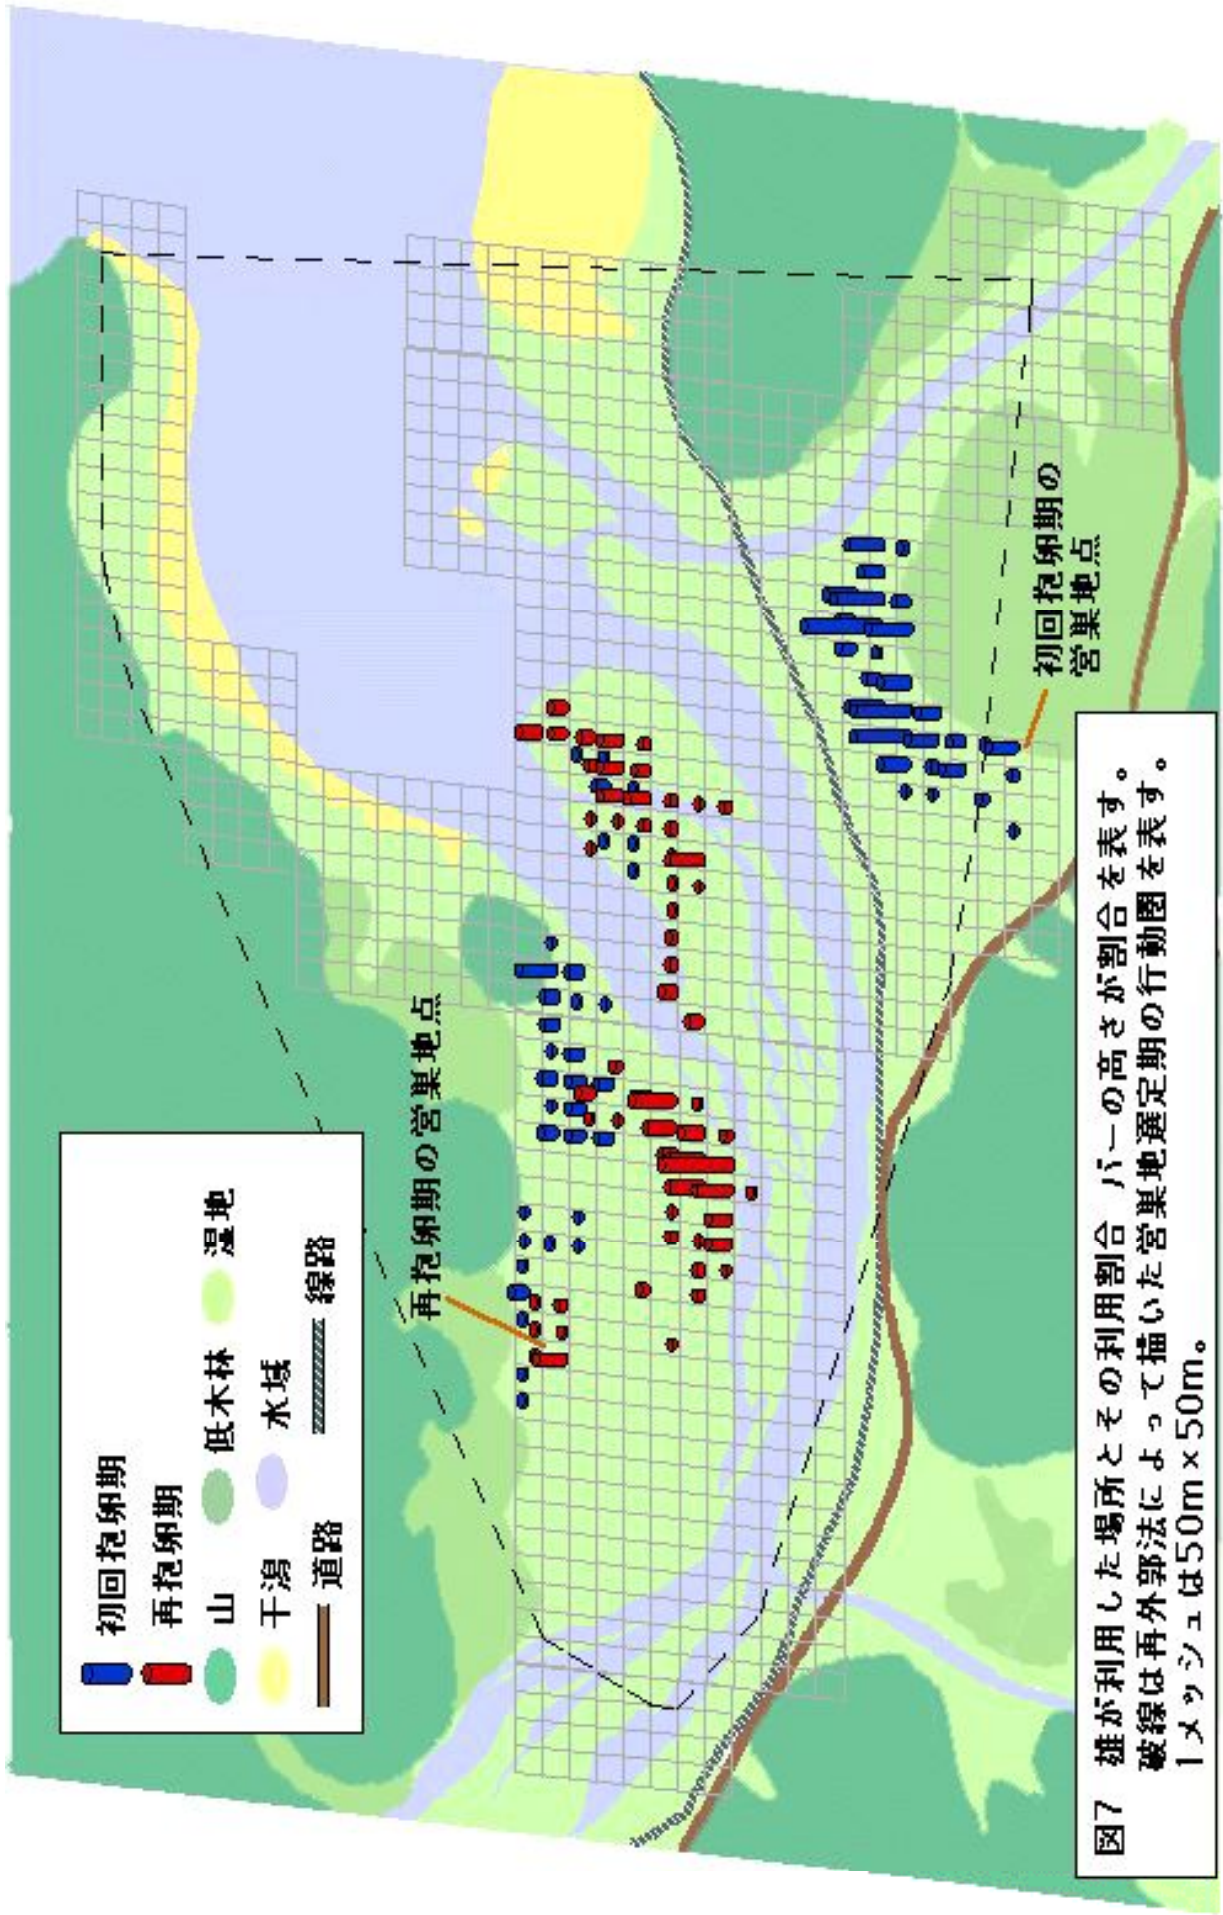 初回抱卵期
再抱卵期
山 低木林 湿地
干潟 水域
道路 線路
再抱卵期の営巣地点
初回抱卵期の
営巣地点
図7 雄が利用した場所とその利用割合 バーの高さが割合を表す。
破線は再外郭法によって描いた営巣地選定期の行動圏を表す。
1メッシュは50m×50m。